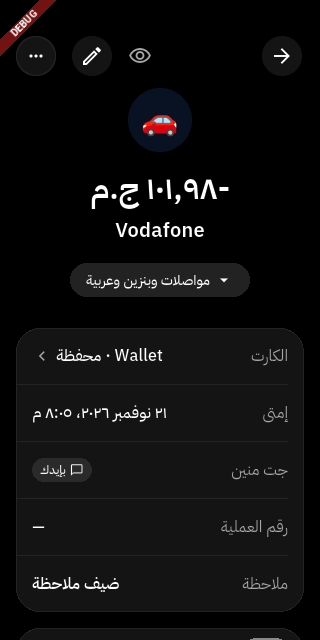 DEBUG
-١٠١,٩٨ ج.م
Vodafone
مواصلات وبنزين وعربية
الكارت
Wallet · محفظة
إمتى
٢١ نوفمبر ٢٠٢٦، ٨:٠٥ م
جت منين
بإيدك
رقم العملية
—
ملاحظة
ضيف ملاحظة